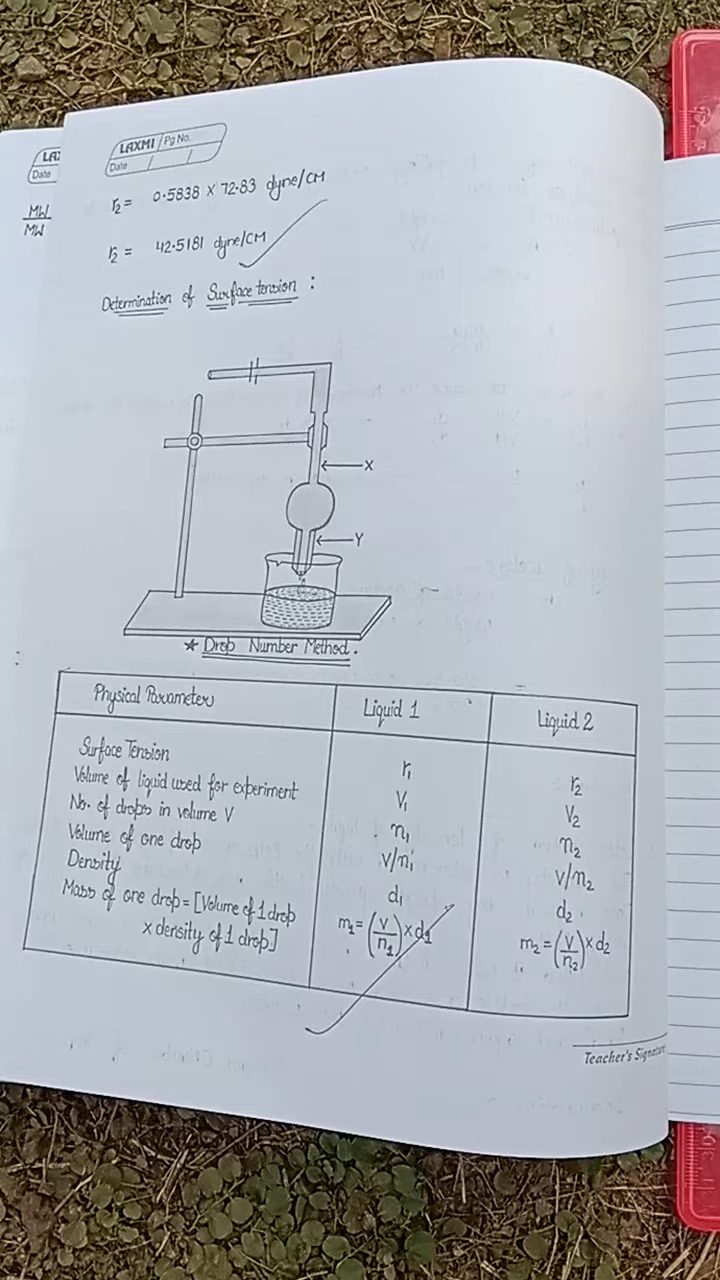 LAXMI Pg No.
Date
LA
Date
MW
MW
r₂ = 0.5838 × 72.83 dyne/CM
r₂ = 42.5181 dyne/CM
Determination of Surface tension :
X
Y
★ Drop Number Method.
Physical Parameters Liquid 1 Liquid 2
Surface Tension r₁ r₂
Volume of liquid used for experiment V₁ V₂
No. of drops in volume V n₁ n₂
Volume of one drop V/n₁ V/n₂
Density d₁ d₂
Mass of one drop = [Volume of 1 drop m₁ = (V/n₁) × d₁ m₂ = (V/n₂) × d₂
× density of 1 drop]
Teacher's